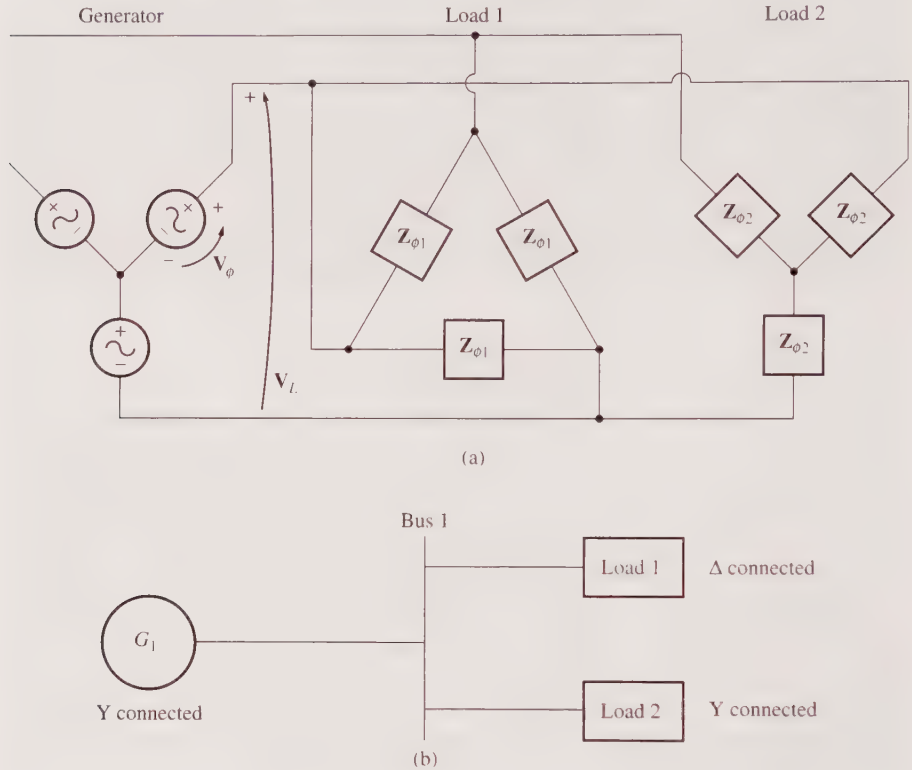 Generator
Load 1
Load 2
+
+
−
V_ϕ
+
−
V_L
Z_ϕ1
Z_ϕ1
Z_ϕ1
Z_ϕ2
Z_ϕ2
Z_ϕ2
(a)
Bus 1
Load 1 Δ connected
G_1
Y connected
Load 2 Y connected
(b)